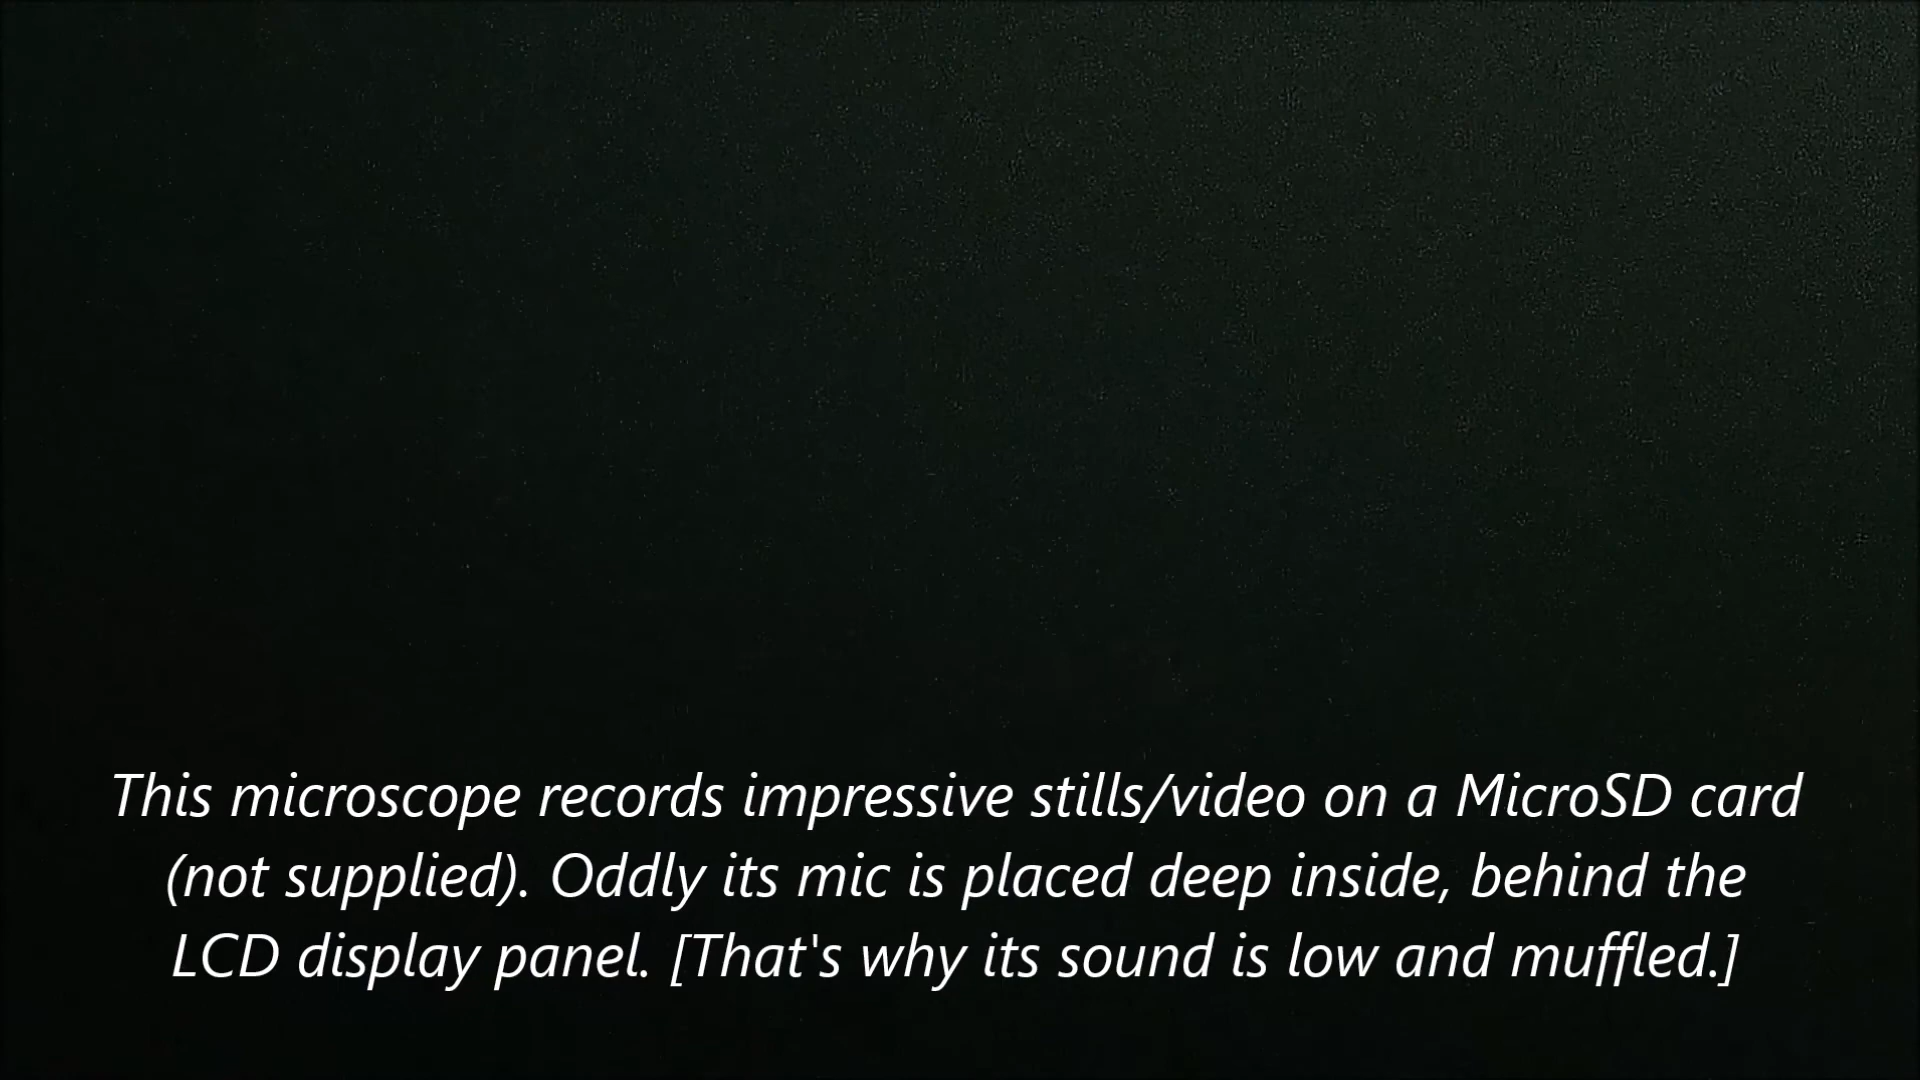 This microscope records impressive stills/video on a MicroSD card
(not supplied). Oddly its mic is placed deep inside, behind the
LCD display panel. [That's why its sound is low and muffled.]